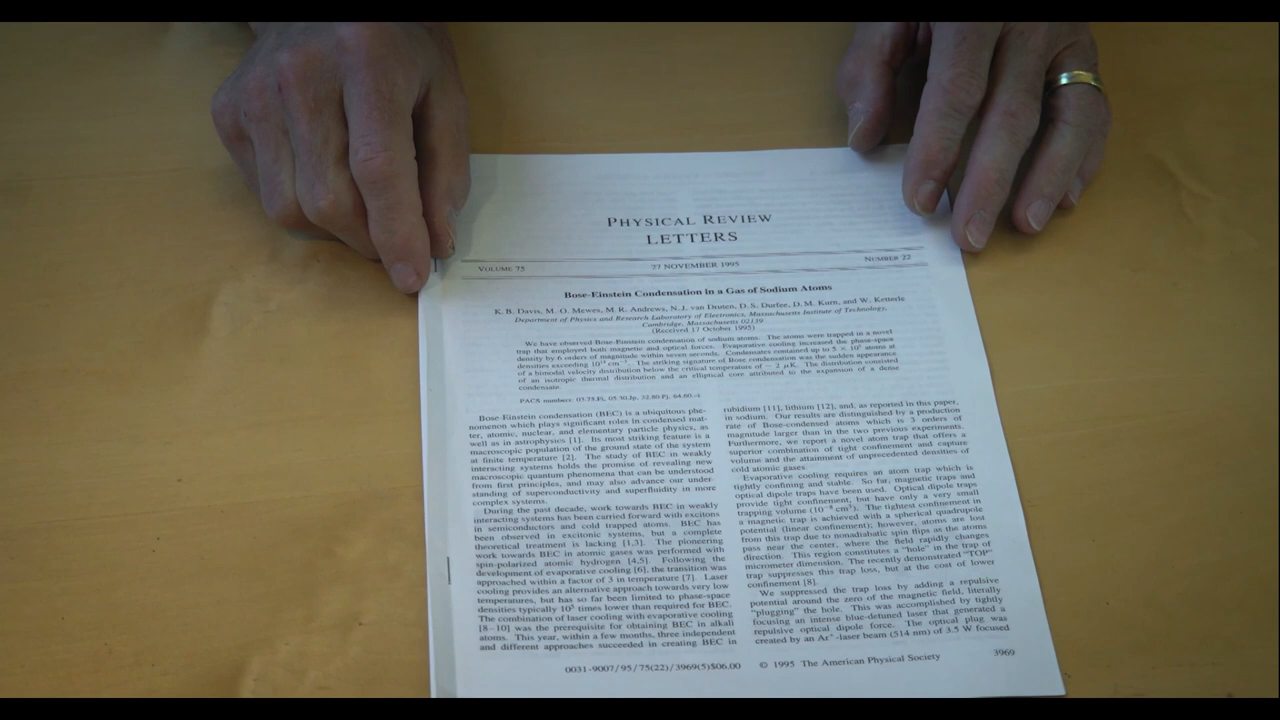 PHYSICAL REVIEW
LETTERS
VOLUME 75 27 NOVEMBER 1995 NUMBER 22
Bose-Einstein Condensation in a Gas of Sodium Atoms
K. B. Davis, M.-O. Mewes, M. R. Andrews, N. J. van Druten, D. S. Durfee, D. M. Kurn, and W. Ketterle
Department of Physics and Research Laboratory of Electronics, Massachusetts Institute of Technology,
Cambridge, Massachusetts 02139
(Received 17 October 1995)
We have observed Bose-Einstein condensation of sodium atoms. The atoms were trapped in a novel
trap that employed both magnetic and optical forces. Evaporative cooling increased the phase-space
density by 6 orders of magnitude within seven seconds. Condensates contained up to 5 × 10⁵ atoms at
densities exceeding 10¹⁴ cm⁻³. The striking signature of Bose condensation was the sudden appearance
of a bimodal velocity distribution below the critical temperature of ~ 2 μK. The distribution consisted
of an isotropic thermal distribution and an elliptical core attributed to the expansion of a dense
condensate.
PACS numbers: 03.75.Fi, 05.30.Jp, 32.80.Pj, 64.60.-i
Bose-Einstein condensation (BEC) is a ubiquitous phe-
nomenon which plays significant roles in condensed mat-
ter, atomic, nuclear, and elementary particle physics, as
well as in astrophysics [1]. Its most striking feature is a
macroscopic population of the ground state of the system
at finite temperature [2]. The study of BEC in weakly
interacting systems holds the promise of revealing new
macroscopic quantum phenomena that can be understood
from first principles, and may also advance our under-
standing of superconductivity and superfluidity in more
complex systems.
During the past decade, work towards BEC in weakly
interacting systems has been carried forward with excitons
in semiconductors and cold trapped atoms. BEC has
been observed in excitonic systems, but a complete
theoretical treatment is lacking [1,3]. The pioneering
work towards BEC in atomic gases was performed with
spin-polarized atomic hydrogen [4,5]. Following the
development of evaporative cooling [6], the transition was
approached within a factor of 3 in temperature [7]. Laser
cooling provides an alternative approach towards very low
temperatures, but has so far been limited to phase-space
densities typically 10⁵ times lower than required for BEC.
The combination of laser cooling with evaporative cooling
[8–10] was the prerequisite for obtaining BEC in alkali
atoms. This year, within a few months, three independent
and different approaches succeeded in creating BEC in
rubidium [11], lithium [12], and, as reported in this paper,
in sodium. Our results are distinguished by a production
rate of Bose-condensed atoms which is 3 orders of
magnitude larger than in the two previous experiments.
Furthermore, we report a novel atom trap that offers a
superior combination of tight confinement and capture
volume and the attainment of unprecedented densities of
cold atomic gases.
Evaporative cooling requires an atom trap which is
tightly confining and stable. So far, magnetic traps and
optical dipole traps have been used. Optical dipole traps
provide tight confinement, but have only a very small
trapping volume (10⁻⁸ cm³). The tightest confinement in
a magnetic trap is achieved with a spherical quadrupole
potential (linear confinement); however, atoms are lost
from this trap due to nonadiabatic spin flips as the atoms
pass near the center, where the field rapidly changes
direction. This region constitutes a "hole" in the trap of
micrometer dimension. The recently demonstrated "TOP"
trap suppresses this trap loss, but at the cost of lower
confinement [8].
We suppressed the trap loss by adding a repulsive
potential around the zero of the magnetic field, literally
"plugging" the hole. This was accomplished by tightly
focusing an intense blue-detuned laser that generated a
repulsive optical dipole force. The optical plug was
created by an Ar⁺-laser beam (514 nm) of 3.5 W focused
0031-9007/95/75(22)/3969(5)$06.00 © 1995 The American Physical Society 3969